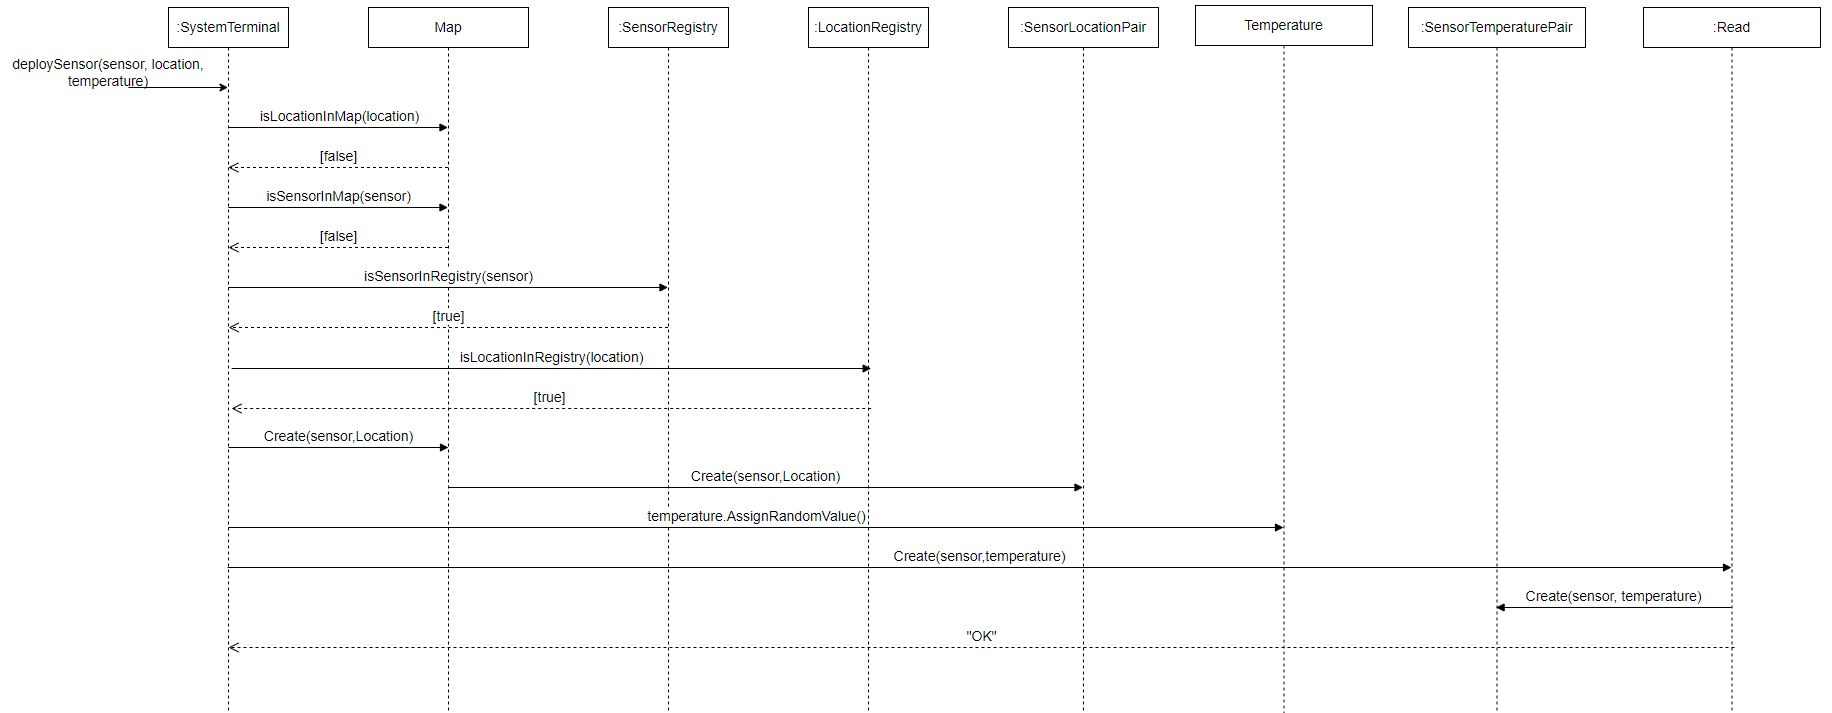 :SystemTerminal
Map
:SensorRegistry
:LocationRegistry
:SensorLocationPair
Temperature
:SensorTemperaturePair
:Read
deploySensor(sensor, location,
temperature)
isLocationInMap(location)
[false]
isSensorInMap(sensor)
[false]
isSensorInRegistry(sensor)
[true]
isLocationInRegistry(location)
[true]
Create(sensor,Location)
Create(sensor,Location)
temperature.AssignRandomValue()
Create(sensor,temperature)
Create(sensor, temperature)
"OK"